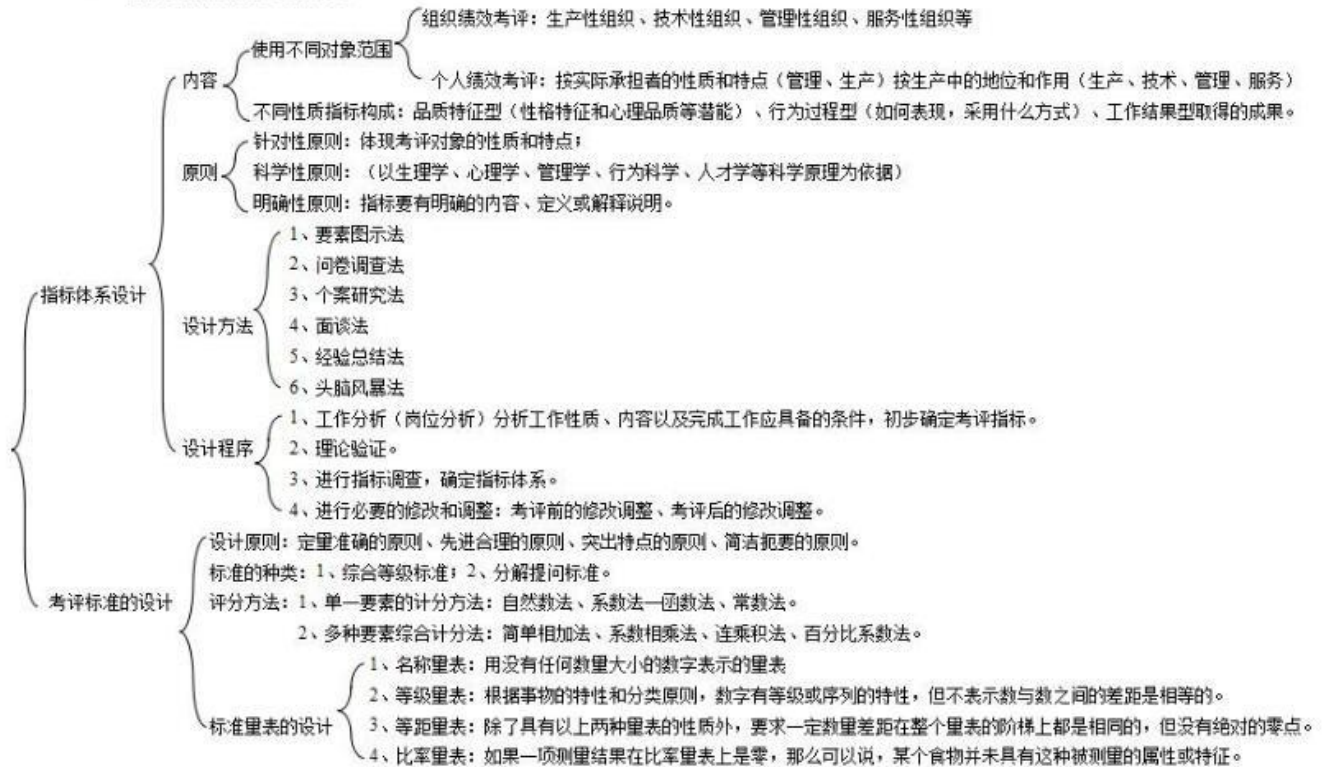 组织绩效考评：生产性组织、技术性组织、管理性组织、服务性组织等
使用不同对象范围
内容
个人绩效考评：按实际承担者的性质和特点（管理、生产）按生产中的地位和作用（生产、技术、管理、服务）
不同性质指标构成：品质特征型（性格特征和心理品质等潜能）、行为过程型（如何表现，采用什么方式）、工作结果型取得的成果。
针对性原则：体现考评对象的性质和特点；
原则
科学性原则：（以生理学、心理学、管理学、行为科学、人才学等科学原理为依据）
明确性原则：指标要有明确的内容、定义或解释说明。
1、要素图示法
2、问卷调查法
指标体系设计
3、个案研究法
设计方法
4、面谈法
5、经验总结法
6、头脑风暴法
1、工作分析（岗位分析）分析工作性质、内容以及完成工作应具备的条件，初步确定考评指标。
设计程序
2、理论验证。
3、进行指标调查，确定指标体系。
4、进行必要的修改和调整：考评前的修改调整、考评后的修改调整。
设计原则：定量准确的原则、先进合理的原则、突出特点的原则、简洁扼要的原则。
标准的种类：1、综合等级标准；2、分解提问标准。
考评标准的设计
评分方法：1、单一要素的计分方法：自然数法、系数法—函数法、常数法。
2、多种要素综合计分法：简单相加法、系数相乘法、连乘积法、百分比系数法。
1、名称量表：用没有任何数量大小的数字表示的量表
2、等级量表：根据事物的特性和分类原则，数字有等级或序列的特性，但不表示数与数之间的差距是相等的。
标准量表的设计
3、等距量表：除了具有以上两种量表的性质外，要求一定数量差距在整个量表的阶梯上都是相同的，但没有绝对的零点。
4、比率量表：如果一项测量结果在比率量表上是零，那么可以说，某个食物并未具有这种被测量的属性或特征。